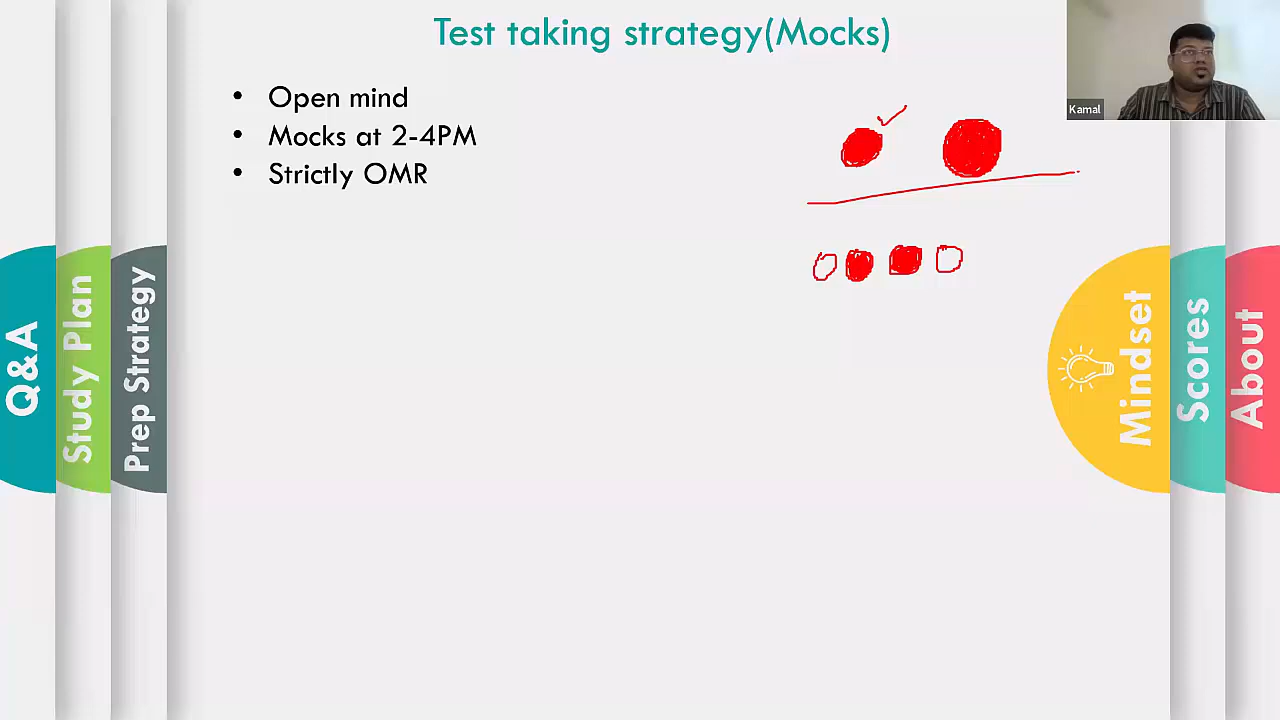 Test taking strategy(Mocks)
Kamal
• Open mind
• Mocks at 2-4PM
• Strictly OMR
Q&A
Study Plan
Prep Strategy
Mindset
Scores
About